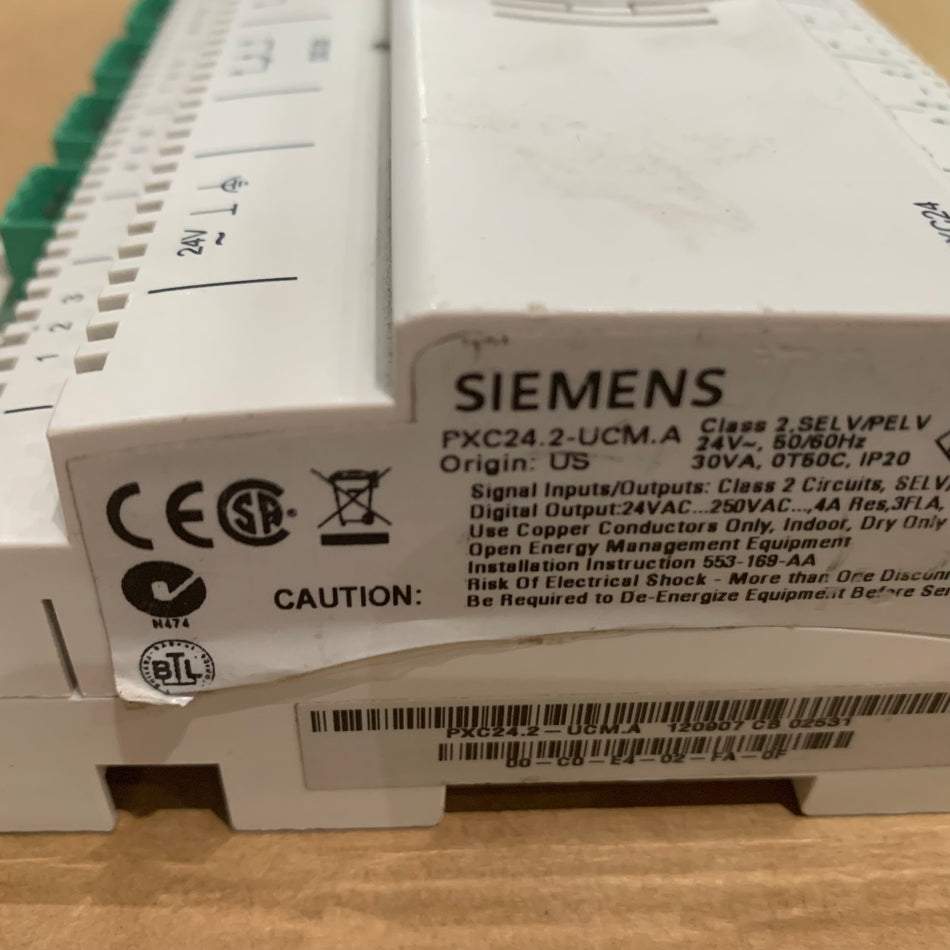 24V ~
1 2 3
SIEMENS
PXC24.2-UCM.A
Origin: US
Class 2,SELV/PELV
24V~, 50/60Hz
30VA, 0T50C, IP20
Signal Inputs/Outputs: Class 2 Circuits, SELV/
Digital Output:24VAC...250VAC...,4A Res,3FLA,
Use Copper Conductors Only, Indoor, Dry Only
Open Energy Management Equipment
Installation Instruction 553-169-AA
CAUTION:
Risk Of Electrical Shock - More than One Disconn
Be Required to De-Energize Equipment Before Ser
CE SA
N474
BTL
PXC24.2-UCM.A 120907 C8 02531
00-C0-E4-02-FA-0F